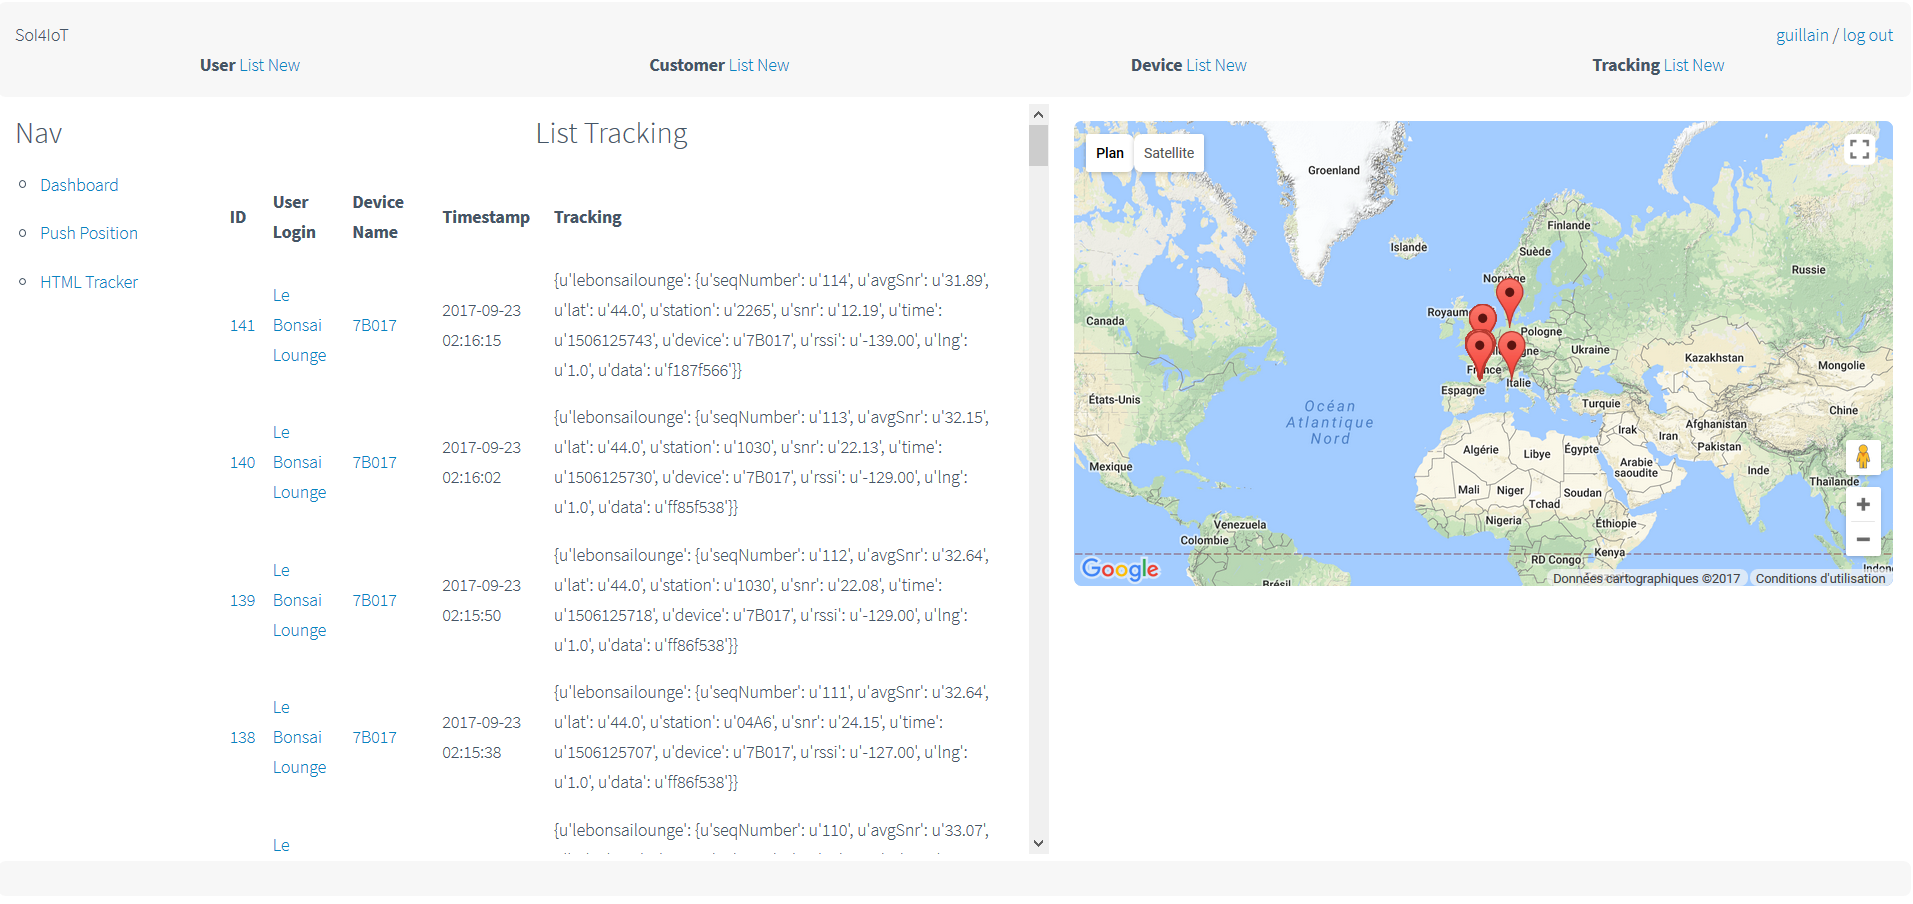 Sol4IoT
guillain / log out
User List New
Customer List New
Device List New
Tracking List New
Nav
Dashboard
Push Position
HTML Tracker
List Tracking
ID
User
Login
Device
Name
Timestamp
Tracking
141
Le
Bonsai
Lounge
7B017
2017-09-23
02:16:15
{u'lebonsailounge': {u'seqNumber': u'114', u'avgSnr': u'31.89',
u'lat': u'44.0', u'station': u'2265', u'snr': u'12.19', u'time':
u'1506125743', u'device': u'7B017', u'rssi': u'-139.00', u'lng':
u'1.0', u'data': u'f187f566'}}
140
Le
Bonsai
Lounge
7B017
2017-09-23
02:16:02
{u'lebonsailounge': {u'seqNumber': u'113', u'avgSnr': u'32.15',
u'lat': u'44.0', u'station': u'1030', u'snr': u'22.13', u'time':
u'1506125730', u'device': u'7B017', u'rssi': u'-129.00', u'lng':
u'1.0', u'data': u'ff85f538'}}
139
Le
Bonsai
Lounge
7B017
2017-09-23
02:15:50
{u'lebonsailounge': {u'seqNumber': u'112', u'avgSnr': u'32.64',
u'lat': u'44.0', u'station': u'1030', u'snr': u'22.08', u'time':
u'1506125718', u'device': u'7B017', u'rssi': u'-129.00', u'lng':
u'1.0', u'data': u'ff86f538'}}
138
Le
Bonsai
Lounge
7B017
2017-09-23
02:15:38
{u'lebonsailounge': {u'seqNumber': u'111', u'avgSnr': u'32.64',
u'lat': u'44.0', u'station': u'04A6', u'snr': u'24.15', u'time':
u'1506125707', u'device': u'7B017', u'rssi': u'-127.00', u'lng':
u'1.0', u'data': u'ff86f538'}}
Le
{u'lebonsailounge': {u'seqNumber': u'110', u'avgSnr': u'33.07',
Plan
Satellite
Groenland
Finlande
Islande
Suède
Russie
Norvège
Royaum
Canada
Pologne
Ukraine
Kazakhstan
Mongolie
France
Italie
Espagne
États-Unis
Turquie
Chine
Océan
Atlantique
Nord
Afghanistan
Irak
Iran
Pakistan
Algérie
Libye
Égypte
Arabie
saoudite
Mexique
Inde
Thaïlande
Mali
Niger
Soudan
Tchad
Nigeria
Éthiopie
Venezuela
Colombie
RD Congo
Kenya
Indon
Brésil
Google
Données cartographiques ©2017
Conditions d'utilisation